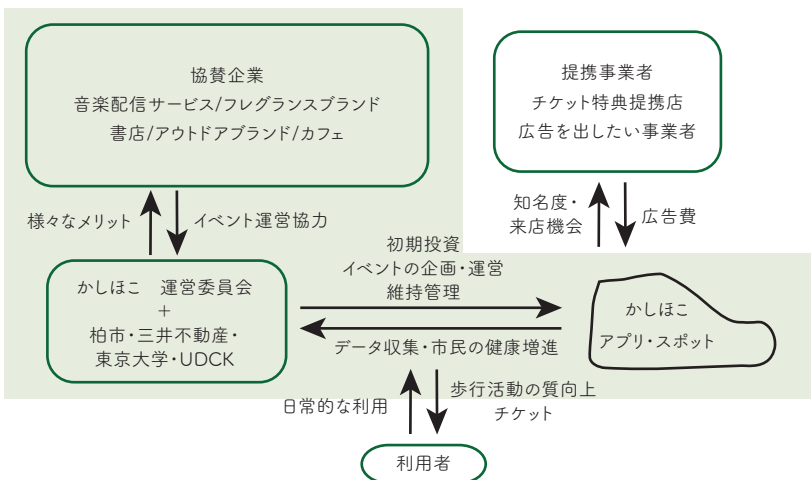 協賛企業
音楽配信サービス/フレグランスブランド
書店/アウトドアブランド/カフェ
提携事業者
チケット特典提携店
広告を出したい事業者
様々なメリット
イベント運営協力
知名度・
来店機会
広告費
初期投資
イベントの企画・運営
維持管理
かしほこ　運営委員会
+
柏市・三井不動産・
東京大学・UDCK
かしほこ
アプリ・スポット
データ収集・市民の健康増進
日常的な利用
歩行活動の質向上
チケット
利用者